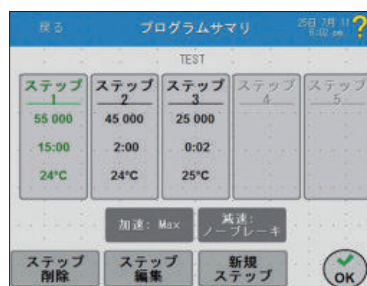 戻る
プログラムサマリ
25日 7月 11
6:02 pm
?
TEST
ステップ ステップ ステップ ステップ ステップ
1 2 3 4 5
55 000 45 000 25 000
15:00 2:00 0:02
24°C 24°C 25°C
加速: Max
減速:
ノーブレーキ
ステップ
削除
ステップ
編集
新規
ステップ
OK